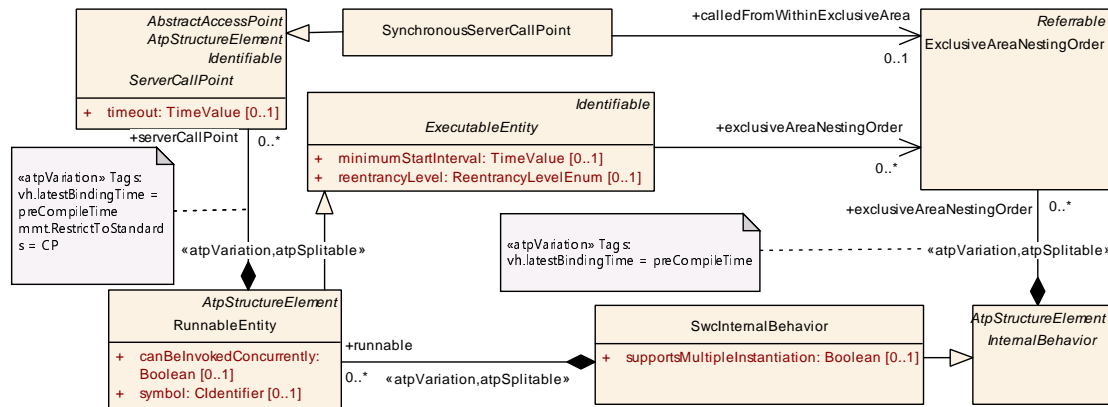 AbstractAccessPoint
AtpStructureElement
Identifiable
ServerCallPoint
+ timeout: TimeValue [0..1]
SynchronousServerCallPoint
+calledFromWithinExclusiveArea
0..1
Referrable
ExclusiveAreaNestingOrder
+serverCallPoint
0..*
Identifiable
ExecutableEntity
+ minimumStartInterval: TimeValue [0..1]
+ reentrancyLevel: ReentrancyLevelEnum [0..1]
+exclusiveAreaNestingOrder
0..*
«atpVariation» Tags:
vh.latestBindingTime =
preCompileTime
mmt.RestrictToStandard
s = CP
«atpVariation,atpSplitable»
+exclusiveAreaNestingOrder
0..*
«atpVariation» Tags:
vh.latestBindingTime = preCompileTime
«atpVariation,atpSplitable»
AtpStructureElement
RunnableEntity
+ canBeInvokedConcurrently:
Boolean [0..1]
+ symbol: CIdentifier [0..1]
+runnable
0..*
«atpVariation,atpSplitable»
SwcInternalBehavior
+ supportsMultipleInstantiation: Boolean [0..1]
AtpStructureElement
InternalBehavior